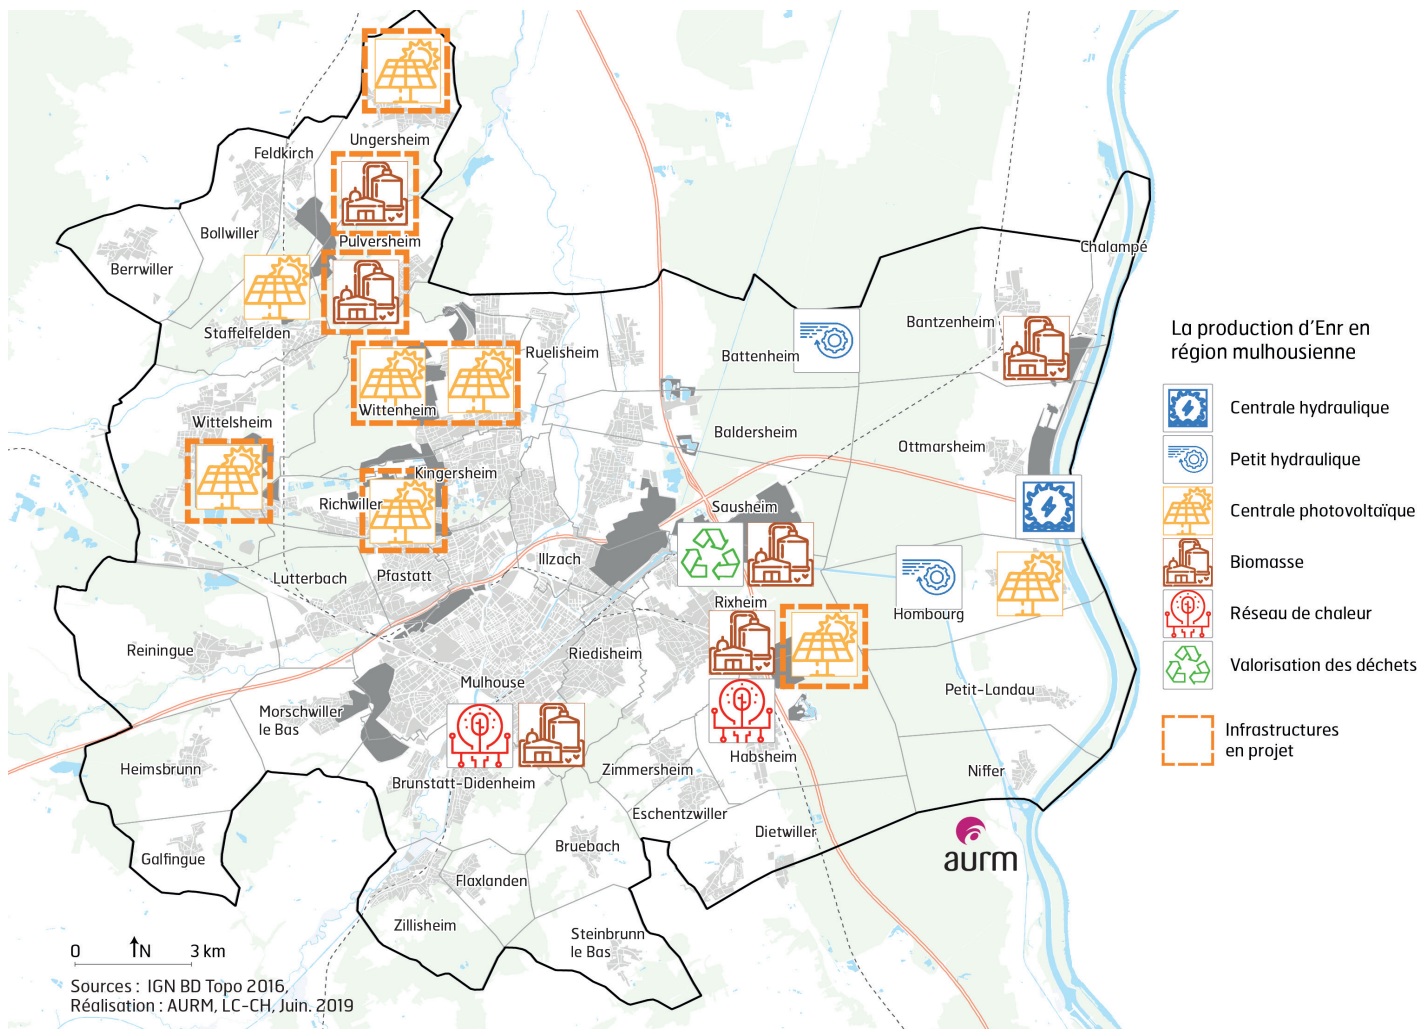 Ungersheim
Feldkirch
Bollwiller
Pulversheim
Berrwiller
Chalampé
Staffelfelden
Bantzenheim
Ruelisheim
Battenheim
Wittenheim
Wittelsheim
Baldersheim
Ottmarsheim
Kingersheim
Richwiller
Sausheim
Illzach
Lutterbach
Pfastatt
Rixheim
Hombourg
Reiningue
Riedisheim
Mulhouse
Petit-Landau
Morschwiller
le Bas
Habsheim
Heimsbrunn
Brunstatt-Didenheim
Zimmersheim
Niffer
Eschentzwiller
Dietwiller
Galfingue
Bruebach
Flaxlanden
Zillisheim
Steinbrunn
le Bas
La production d'Enr en
région mulhousienne
Centrale hydraulique
Petit hydraulique
Centrale photovoltaïque
Biomasse
Réseau de chaleur
Valorisation des déchets
Infrastructures
en projet
aurm
0 N 3 km
Sources : IGN BD Topo 2016,
Réalisation : AURM, LC-CH, Juin. 2019